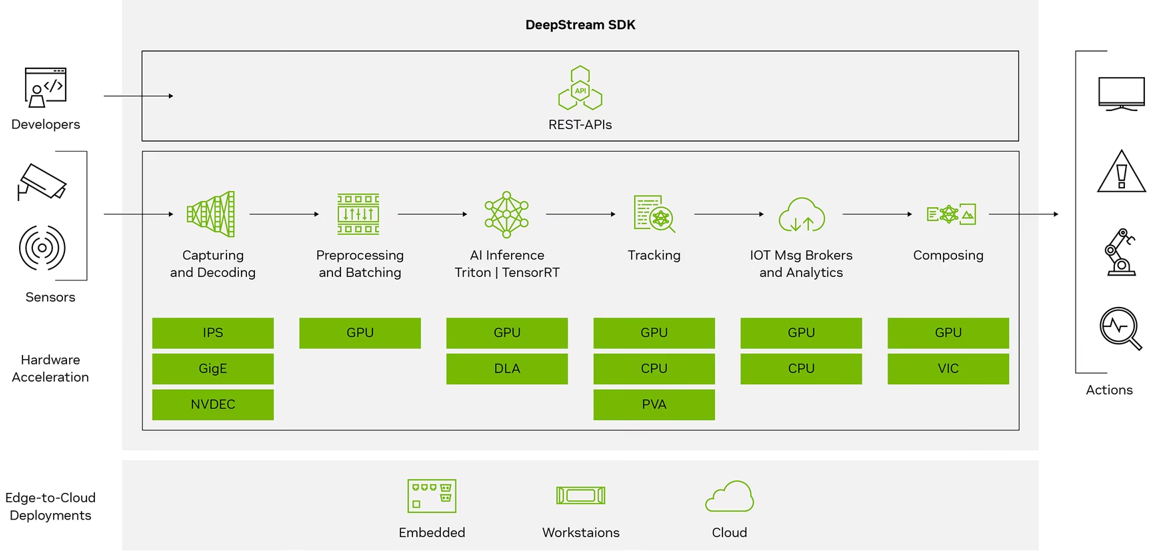 DeepStream SDK
API
REST-APIs
Developers
Sensors
Capturing
and Decoding
Preprocessing
and Batching
AI Inference
Triton | TensorRT
Tracking
IOT Msg Brokers
and Analytics
Composing
Hardware
Acceleration
IPS
GigE
NVDEC
GPU
GPU
DLA
GPU
CPU
PVA
GPU
CPU
GPU
VIC
Actions
Edge-to-Cloud
Deployments
Embedded
Workstaions
Cloud